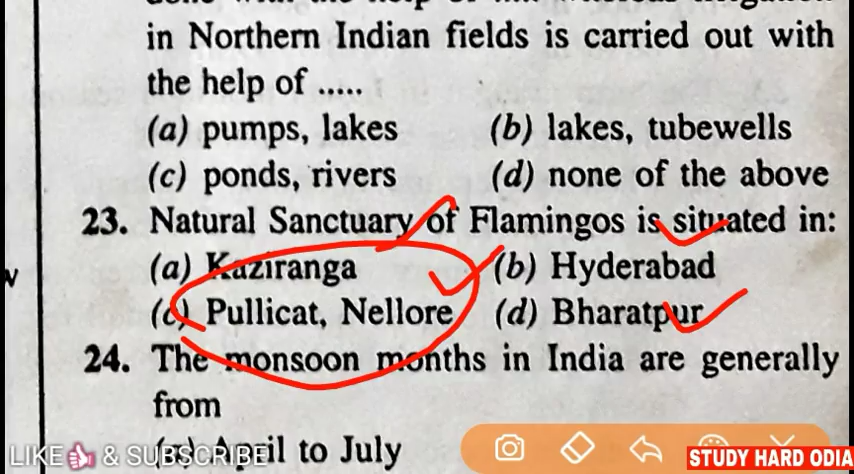 in Northern Indian fields is carried out with
the help of .....
(a) pumps, lakes (b) lakes, tubewells
(c) ponds, rivers (d) none of the above
23. Natural Sanctuary of Flamingos is situated in:
(a) Kaziranga (b) Hyderabad
(c) Pullicat, Nellore (d) Bharatpur
24. The monsoon months in India are generally
from
(a) April to July
LIKE & SUBSCRIBE
STUDY HARD ODIA